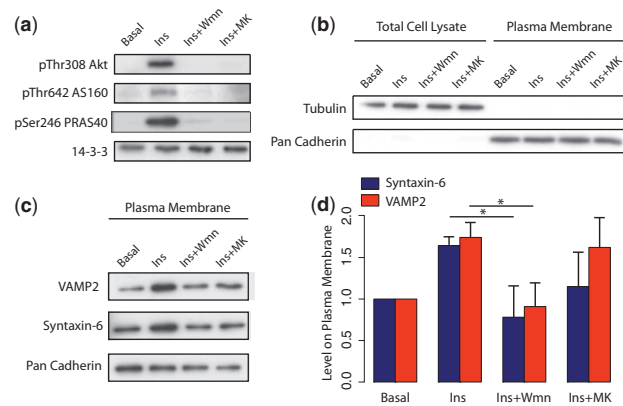 (a)
Basal Ins Ins+Wmn Ins+MK
pThr308 Akt
pThr642 AS160
pSer246 PRAS40
14-3-3
(b)
Total Cell Lysate Plasma Membrane
Basal Ins Ins+Wmn Ins+MK Basal Ins Ins+Wmn Ins+MK
Tubulin
Pan Cadherin
(c)
Plasma Membrane
Basal Ins Ins+Wmn Ins+MK
VAMP2
Syntaxin-6
Pan Cadherin
(d)
Syntaxin-6
VAMP2
* *
Level on Plasma Membrane
2.0
1.5
1.0
0.5
0.0
Basal Ins Ins+Wmn Ins+MK